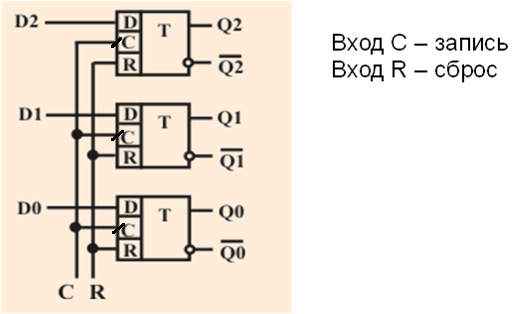 D2 D T Q2
C
R Q2
D1 D T Q1
C
R Q1
D0 D T Q0
C
R Q0
C R
Вход С – запись
Вход R – сброс